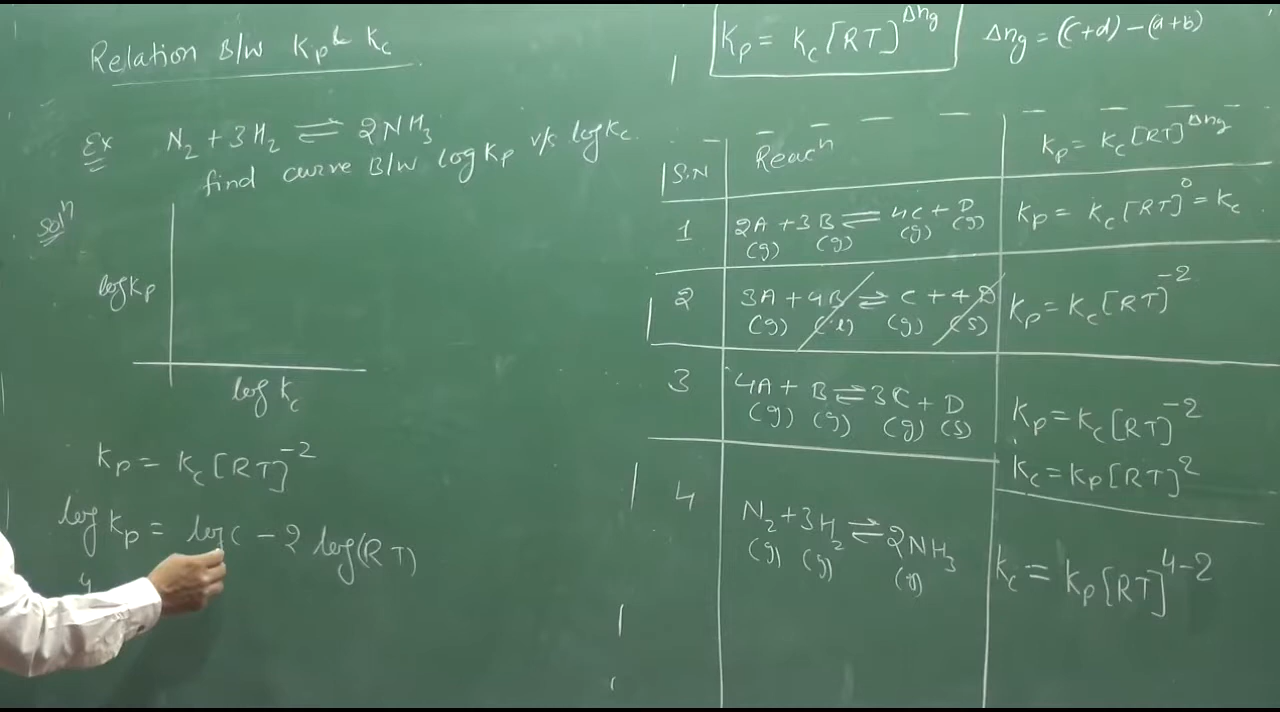 Relation B/w Kp & Kc
Ex N₂ + 3H₂ ⇌ 2NH₃
find curve B/w log Kp v/s log Kc.
Solⁿ
log Kp
log Kc
Kp = Kc [RT]⁻²
log Kp = log C − 2 log(RT)
y
Kp = Kc [RT]^Δng
Δng = (C+d) − (a+b)
S.N Reacⁿ Kp = Kc [RT]^Δng
1 2A + 3B ⇌ 4C + D Kp = Kc [RT]⁰ = Kc
(g) (g) (g) (g)
2 3A + 4B ⇌ C + 4D Kp = Kc [RT]⁻²
(g) (l) (g) (s)
3 4A + B ⇌ 3C + D Kp = Kc [RT]⁻²
(g) (g) (g) (s)
Kc = Kp [RT]²
4 N₂ + 3H₂ ⇌ 2NH₃ Kc = Kp [RT]⁴⁻²
(g) (g) (g)